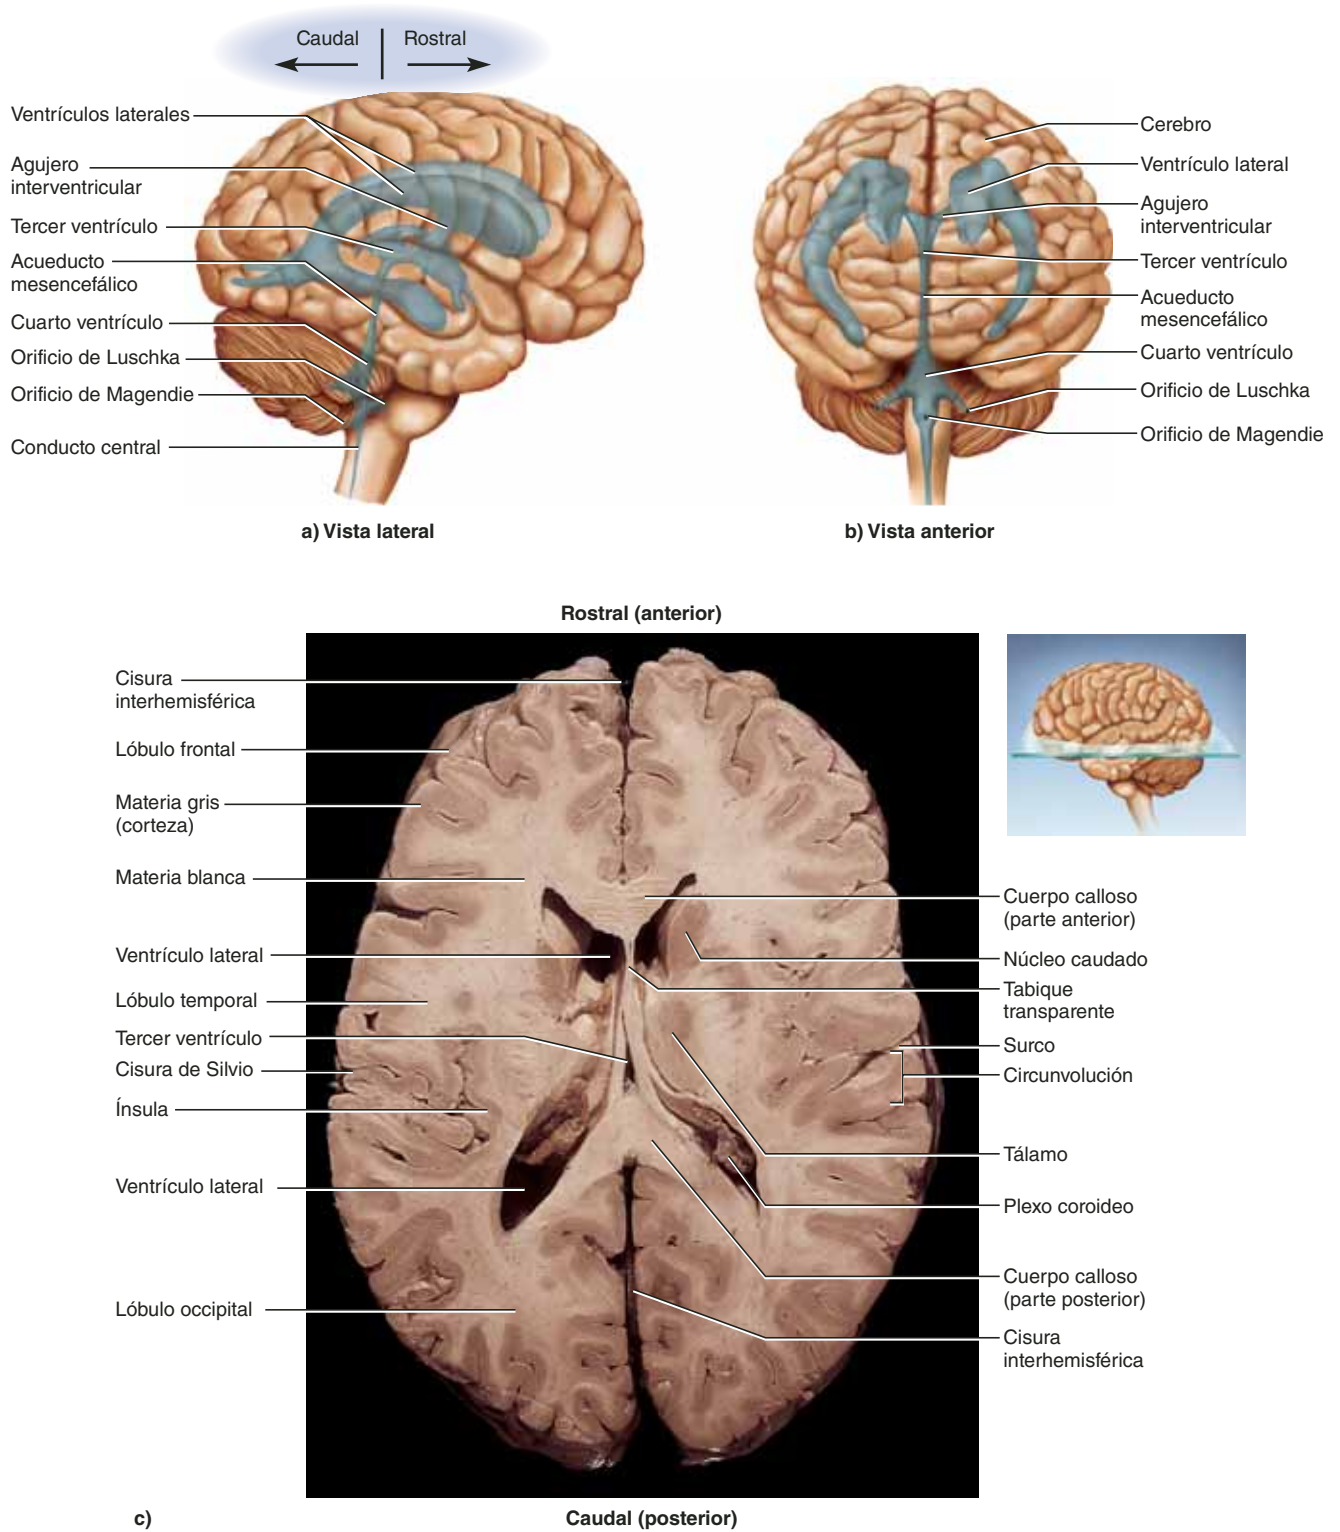 Caudal
Rostral
Ventrículos laterales
Agujero
interventricular
Tercer ventrículo
Acueducto
mesencefálico
Cuarto ventrículo
Orificio de Luschka
Orificio de Magendie
Conducto central
a) Vista lateral
Cerebro
Ventrículo lateral
Agujero
interventricular
Tercer ventrículo
Acueducto
mesencefálico
Cuarto ventrículo
Orificio de Luschka
Orificio de Magendie
b) Vista anterior
Rostral (anterior)
Cisura
interhemisférica
Lóbulo frontal
Materia gris
(corteza)
Materia blanca
Ventrículo lateral
Lóbulo temporal
Tercer ventrículo
Cisura de Silvio
Ínsula
Ventrículo lateral
Lóbulo occipital
Cuerpo calloso
(parte anterior)
Núcleo caudado
Tabique
transparente
Surco
Circunvolución
Tálamo
Plexo coroideo
Cuerpo calloso
(parte posterior)
Cisura
interhemisférica
c)
Caudal (posterior)